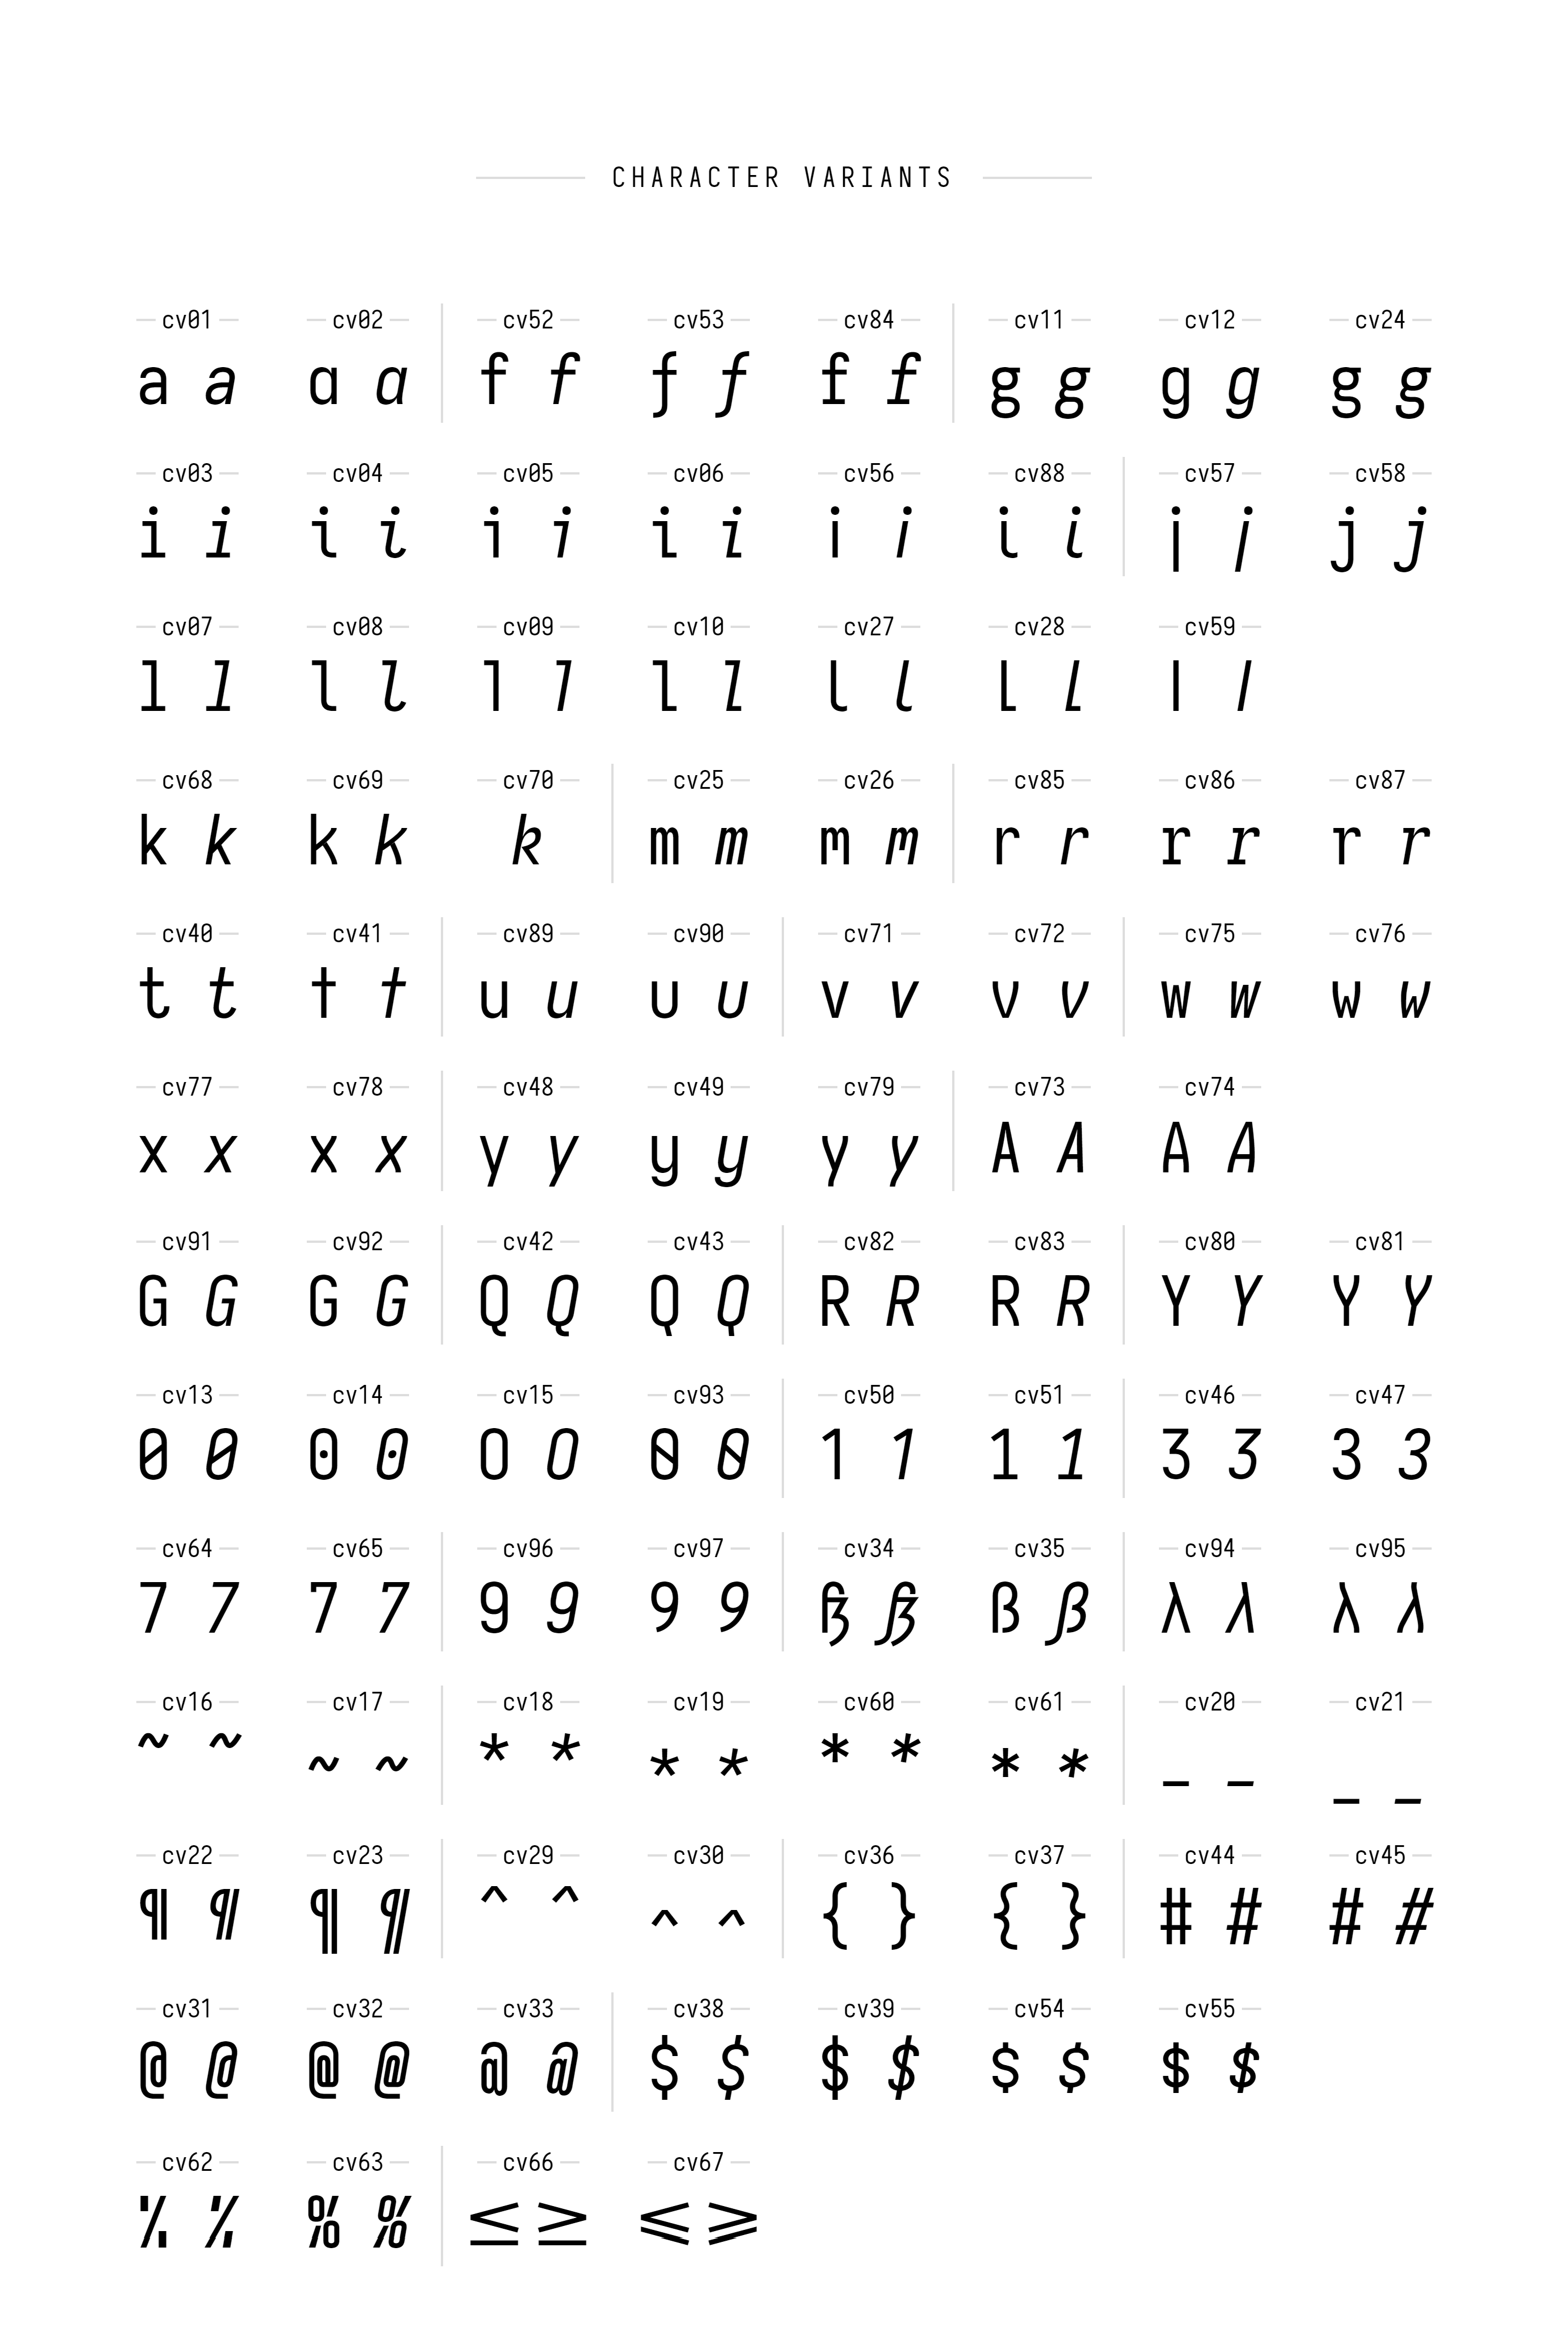 CHARACTER VARIANTS
cv01 cv02 cv52 cv53 cv84 cv11 cv12 cv24
a a a a f f f f f f g g g g g g
cv03 cv04 cv05 cv06 cv56 cv88 cv57 cv58
i i i i i i i i i i i i j j j j
cv07 cv08 cv09 cv10 cv27 cv28 cv59
l l l l l l l l l l l l l l
cv68 cv69 cv70 cv25 cv26 cv85 cv86 cv87
k k k k k m m m m r r r r r r
cv40 cv41 cv89 cv90 cv71 cv72 cv75 cv76
t t t t u u u u v v v v w w w w
cv77 cv78 cv48 cv49 cv79 cv73 cv74
x x x x y y y y y y A A A A
cv91 cv92 cv42 cv43 cv82 cv83 cv80 cv81
G G G G Q Q Q Q R R R R Y Y Y Y
cv13 cv14 cv15 cv93 cv50 cv51 cv46 cv47
0 0 0 0 0 0 0 0 1 1 1 1 3 3 3 3
cv64 cv65 cv96 cv97 cv34 cv35 cv94 cv95
7 7 7 7 9 9 9 9 ß ß ß ß λ λ λ λ
cv16 cv17 cv18 cv19 cv60 cv61 cv20 cv21
~ ~ ~ ~ * * * * * * * * _ _ _ _
cv22 cv23 cv29 cv30 cv36 cv37 cv44 cv45
¶ ¶ ¶ ¶ ^ ^ ^ ^ { } { } # # # #
cv31 cv32 cv33 cv38 cv39 cv54 cv55
@ @ @ @ @ @ $ $ $ $ $ $ $ $
cv62 cv63 cv66 cv67
% % % % ≤ ≥ ⩽ ⩾